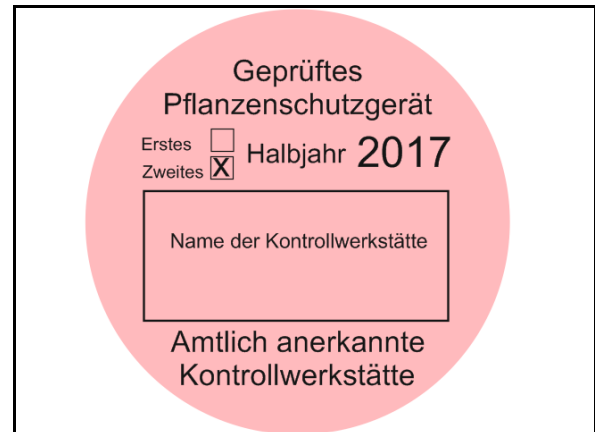 Geprüftes
Pflanzenschutzgerät
Erstes ☐
Zweites ☒ Halbjahr 2017
Name der Kontrollwerkstätte
Amtlich anerkannte
Kontrollwerkstätte